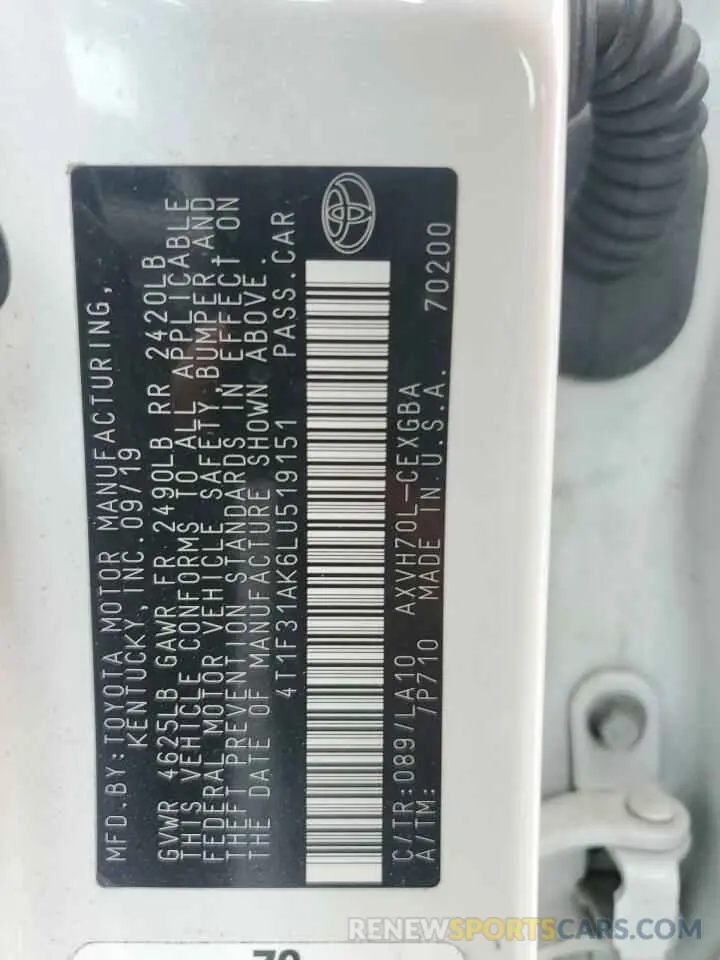 MFD.BY: TOYOTA MOTOR MANUFACTURING,
KENTUCKY, INC. 09/19
GVWR 4625LB GAWR FR 2490LB RR 2420LB
THIS VEHICLE CONFORMS TO ALL APPLICABLE
FEDERAL MOTOR VEHICLE SAFETY, BUMPER AND
THEFT PREVENTION STANDARDS IN EFFECT ON
THE DATE OF MANUFACTURE SHOWN ABOVE.
4T1F31AK6LU519151 PASS.CAR
C/TR:089/LA10 AXVH70L-CEXGBA
A/TM: 7P710 MADE IN U.S.A. 70200
RENEWSPORTSCARS.COM